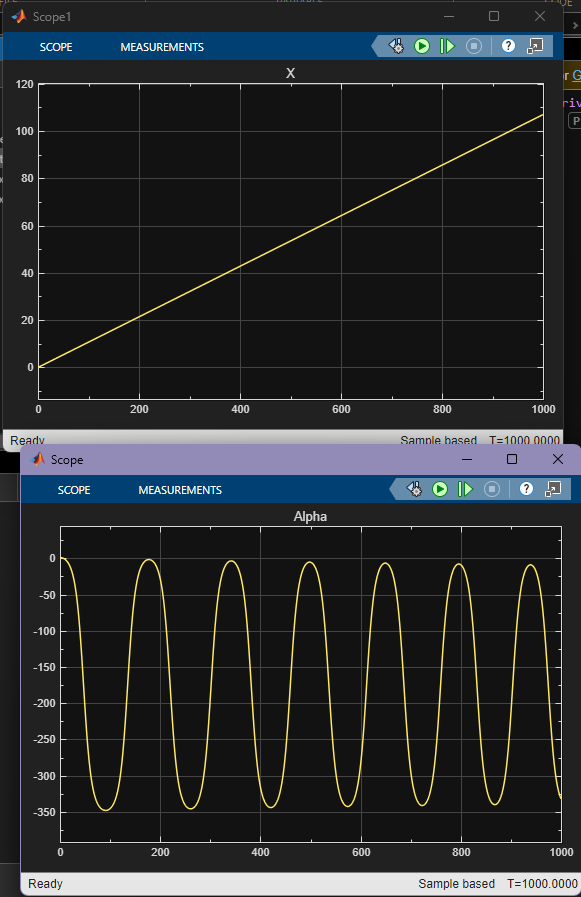 Scope1
SCOPE MEASUREMENTS
X
120
100
80
60
40
20
0
0 200 400 600 800 1000
Ready Sample based T=1000.0000
Scope
SCOPE MEASUREMENTS
Alpha
0
-50
-100
-150
-200
-250
-300
-350
0 200 400 600 800 1000
Ready Sample based T=1000.0000